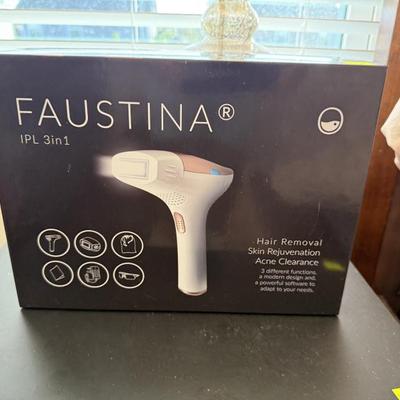 FAUSTINA®
IPL 3in1
Hair Removal
Skin Rejuvenation
Acne Clearance
3 different functions,
a modern design and,
a powerful software to
adapt to your needs.